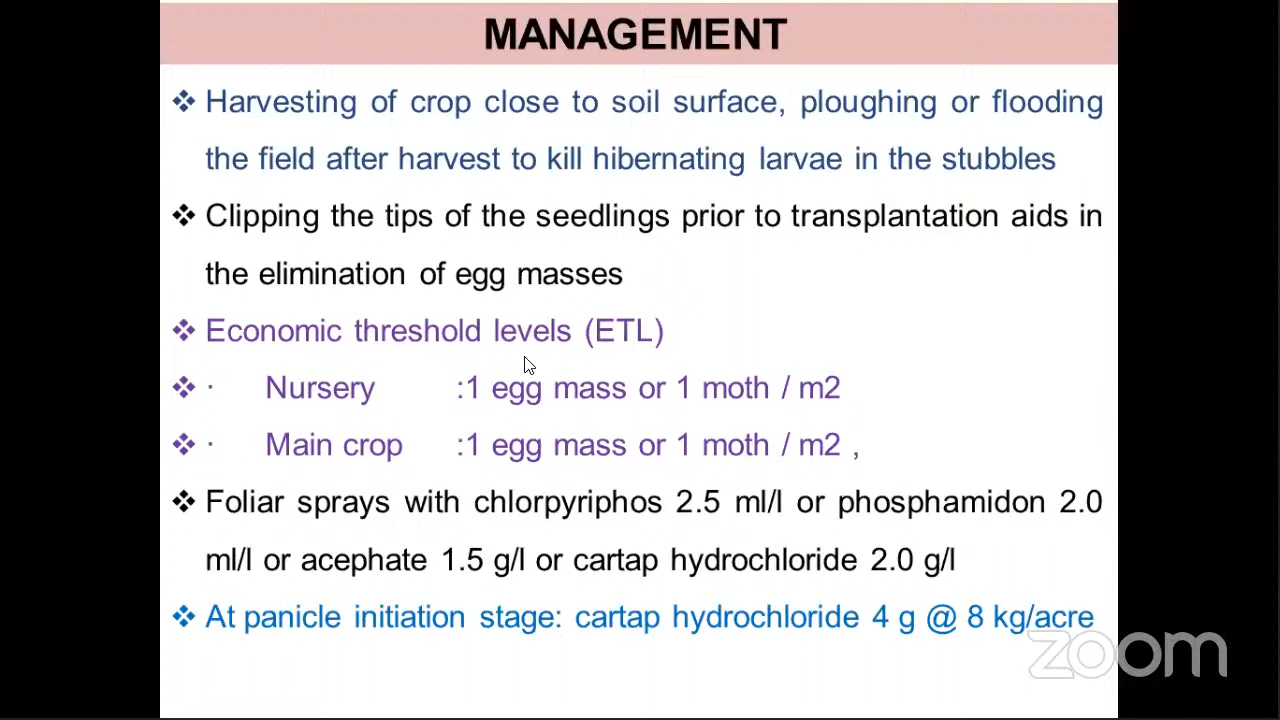 MANAGEMENT
❖ Harvesting of crop close to soil surface, ploughing or flooding
the field after harvest to kill hibernating larvae in the stubbles
❖ Clipping the tips of the seedlings prior to transplantation aids in
the elimination of egg masses
❖ Economic threshold levels (ETL)
❖ · Nursery :1 egg mass or 1 moth / m2
❖ · Main crop :1 egg mass or 1 moth / m2 ,
❖ Foliar sprays with chlorpyriphos 2.5 ml/l or phosphamidon 2.0
ml/l or acephate 1.5 g/l or cartap hydrochloride 2.0 g/l
❖ At panicle initiation stage: cartap hydrochloride 4 g @ 8 kg/acre
zoom